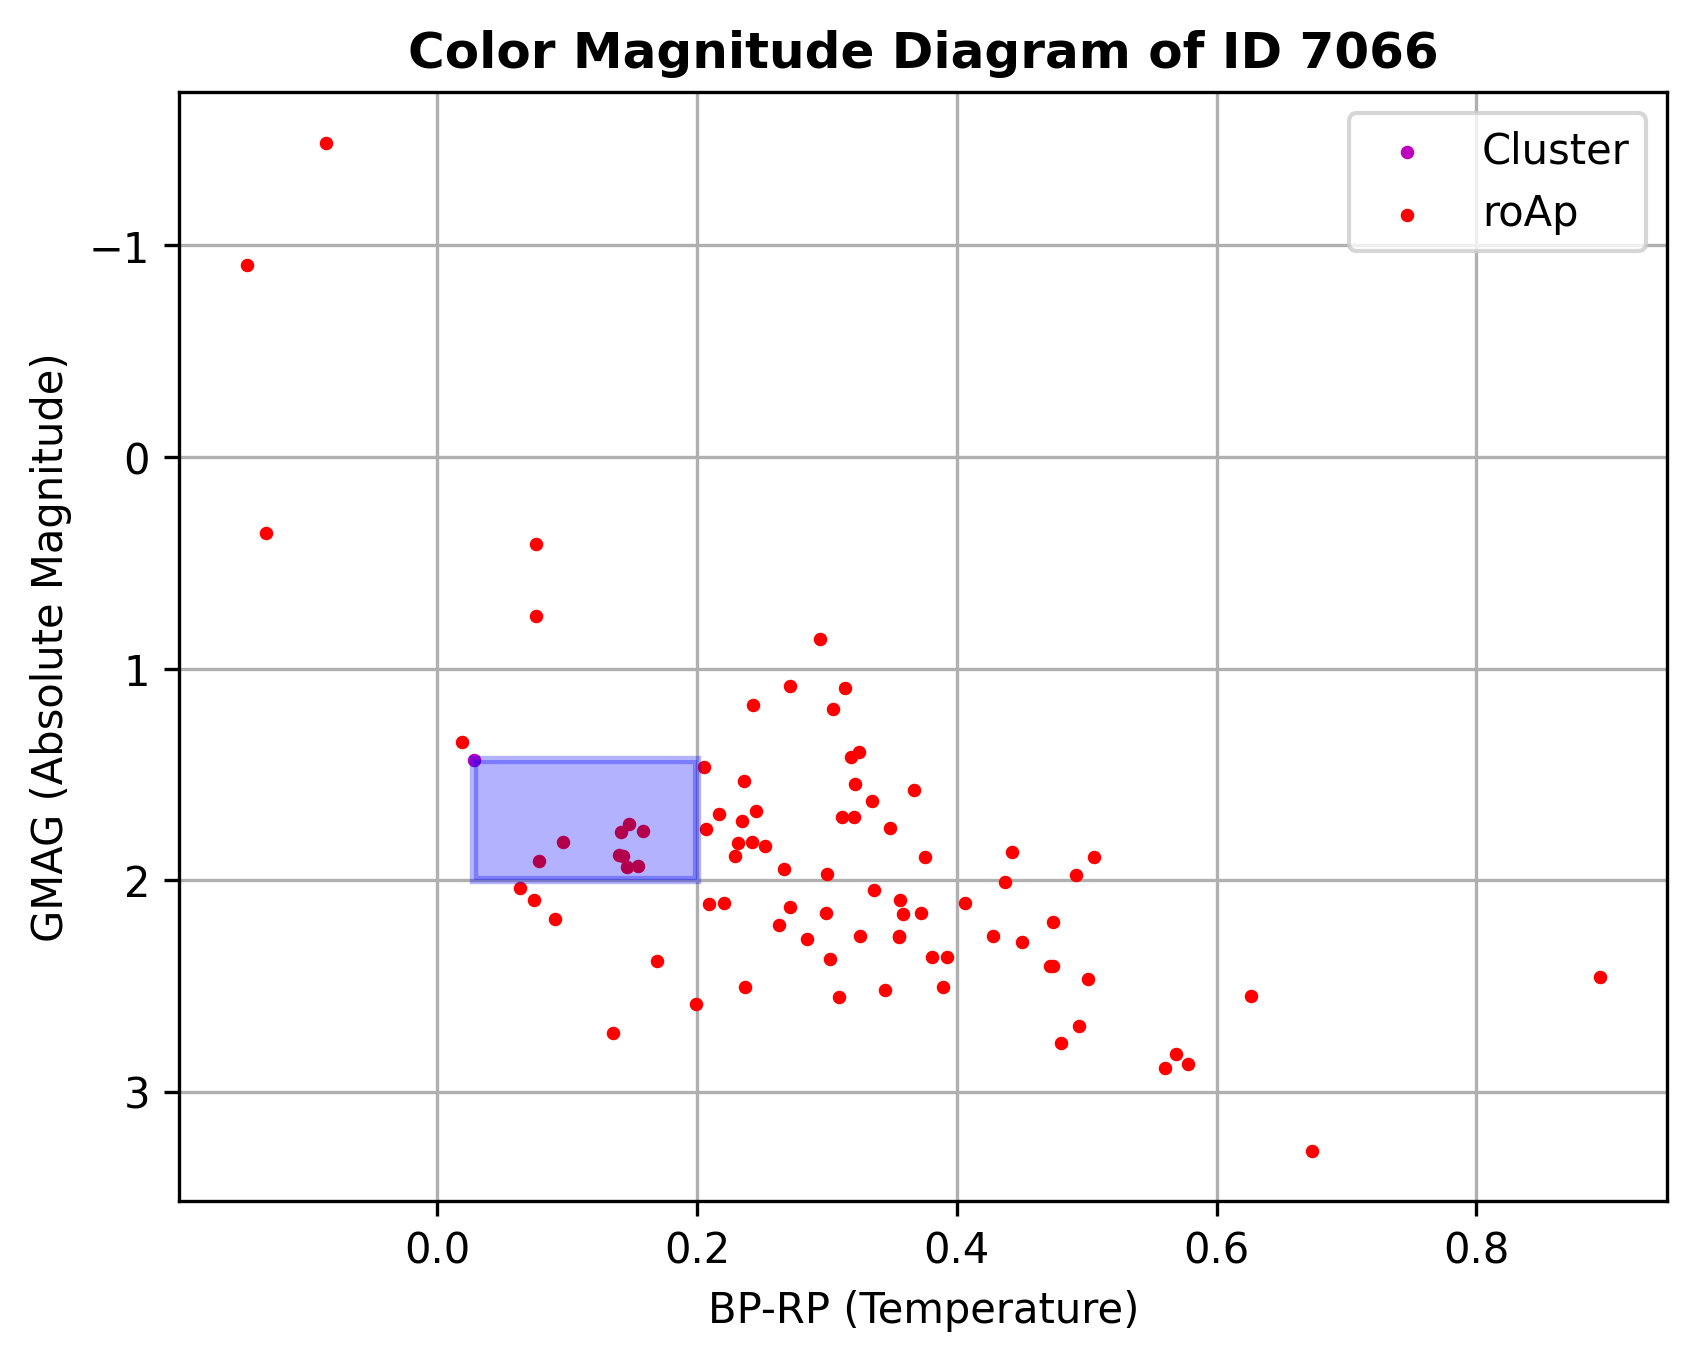 Color Magnitude Diagram of ID 7066
Cluster
roAp
GMAG (Absolute Magnitude)
−1
0
1
2
3
0.0 0.2 0.4 0.6 0.8
BP-RP (Temperature)